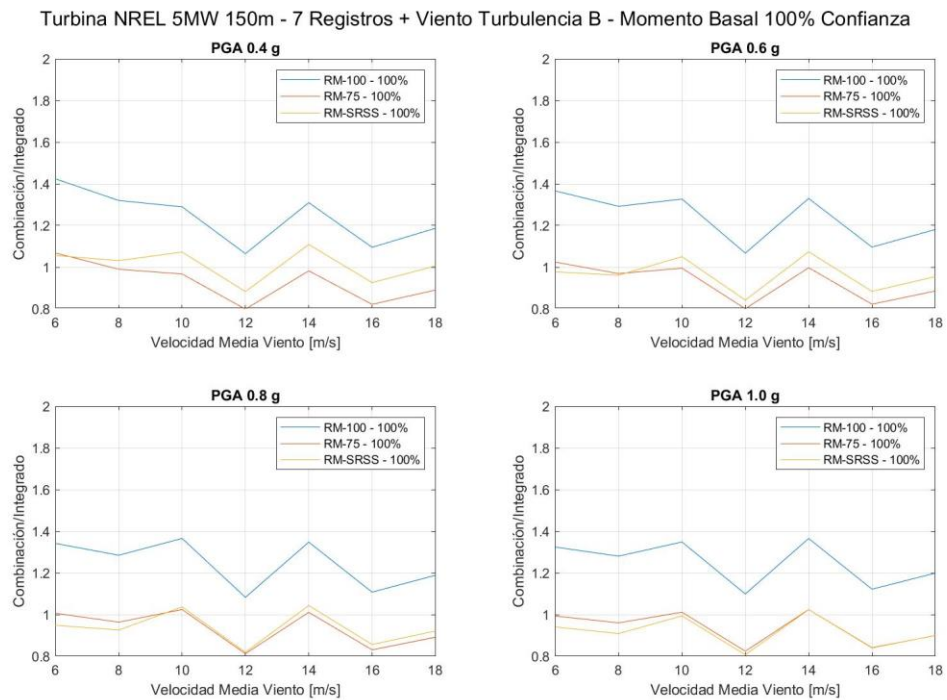 Turbina NREL 5MW 150m - 7 Registros + Viento Turbulencia B - Momento Basal 100% Confianza
PGA 0.4 g
2
1.8
1.6
1.4
1.2
1
0.8
Combinación/Integrado
RM-100 - 100%
RM-75 - 100%
RM-SRSS - 100%
6 8 10 12 14 16 18
Velocidad Media Viento [m/s]
PGA 0.6 g
2
1.8
1.6
1.4
1.2
1
0.8
Combinación/Integrado
RM-100 - 100%
RM-75 - 100%
RM-SRSS - 100%
6 8 10 12 14 16 18
Velocidad Media Viento [m/s]
PGA 0.8 g
2
1.8
1.6
1.4
1.2
1
0.8
Combinación/Integrado
RM-100 - 100%
RM-75 - 100%
RM-SRSS - 100%
6 8 10 12 14 16 18
Velocidad Media Viento [m/s]
PGA 1.0 g
2
1.8
1.6
1.4
1.2
1
0.8
Combinación/Integrado
RM-100 - 100%
RM-75 - 100%
RM-SRSS - 100%
6 8 10 12 14 16 18
Velocidad Media Viento [m/s]